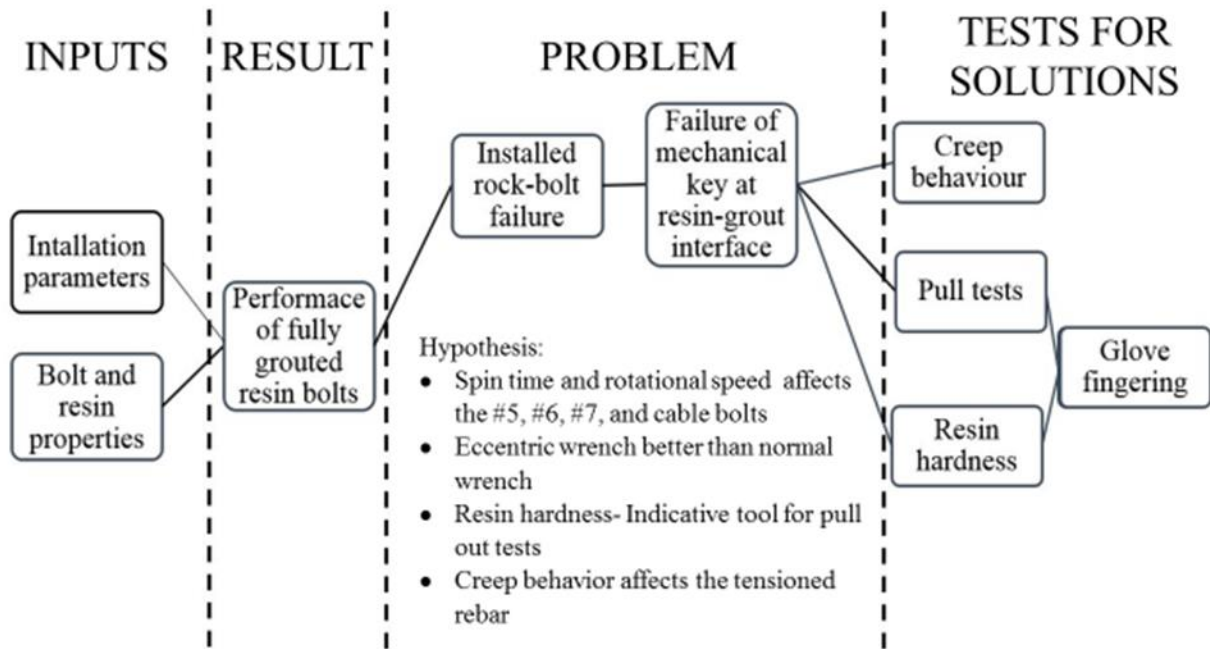 INPUTS
RESULT
PROBLEM
TESTS FOR
SOLUTIONS
Intallation
parameters
Bolt and
resin
properties
Performace
of fully
grouted
resin bolts
Installed
rock-bolt
failure
Failure of
mechanical
key at
resin-grout
interface
Hypothesis:
● Spin time and rotational speed affects
the #5, #6, #7, and cable bolts
● Eccentric wrench better than normal
wrench
● Resin hardness- Indicative tool for pull
out tests
● Creep behavior affects the tensioned
rebar
Creep
behaviour
Pull tests
Resin
hardness
Glove
fingering